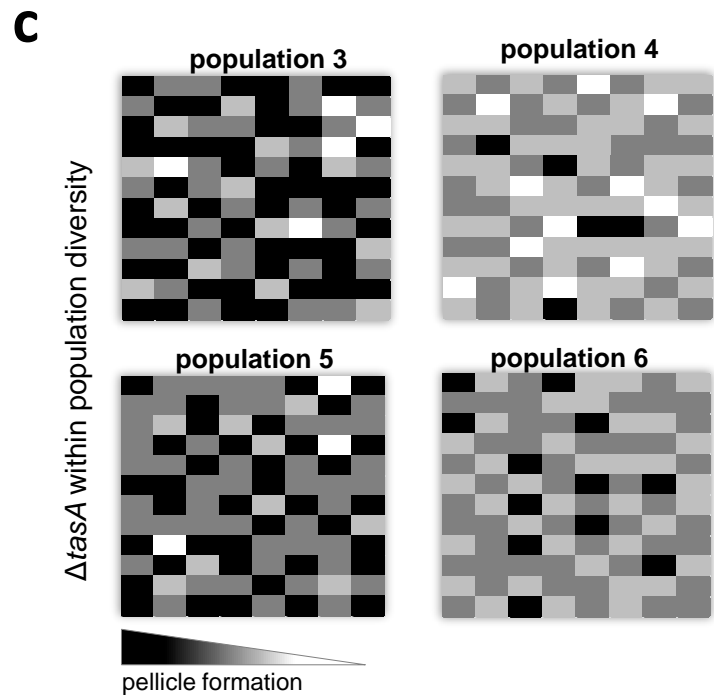 c
population 3
population 4
ΔtasA within population diversity
population 5
population 6
pellicle formation